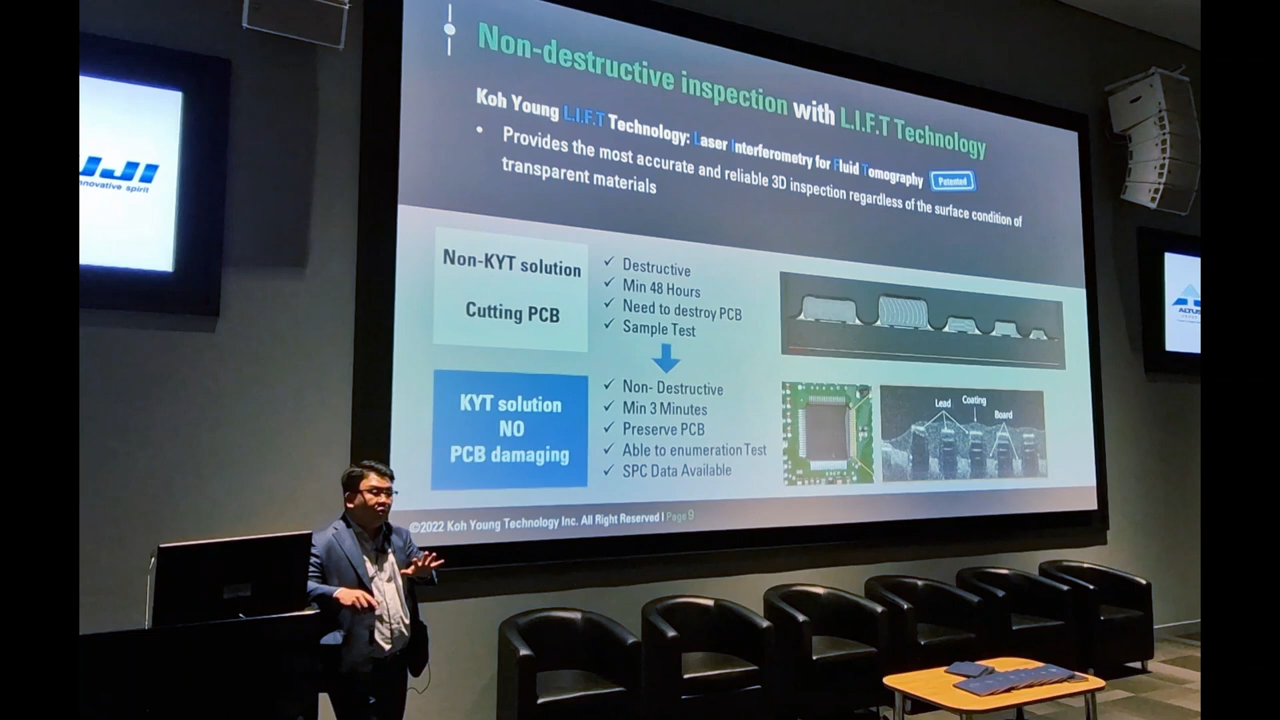 Non-destructive inspection with L.I.F.T Technology
Koh Young L.I.F.T Technology: Laser Interferometry for Fluid Tomography Patented
• Provides the most accurate and reliable 3D inspection regardless of the surface condition of
transparent materials
Non-KYT solution
Cutting PCB
✓ Destructive
✓ Min 48 Hours
✓ Need to destroy PCB
✓ Sample Test
KYT solution
NO
PCB damaging
✓ Non- Destructive
✓ Min 3 Minutes
✓ Preserve PCB
✓ Able to enumeration Test
✓ SPC Data Available
Lead Coating Board
©2022 Koh Young Technology Inc. All Right Reserved I Page 9
UJI
nnovative spirit
ALTUS